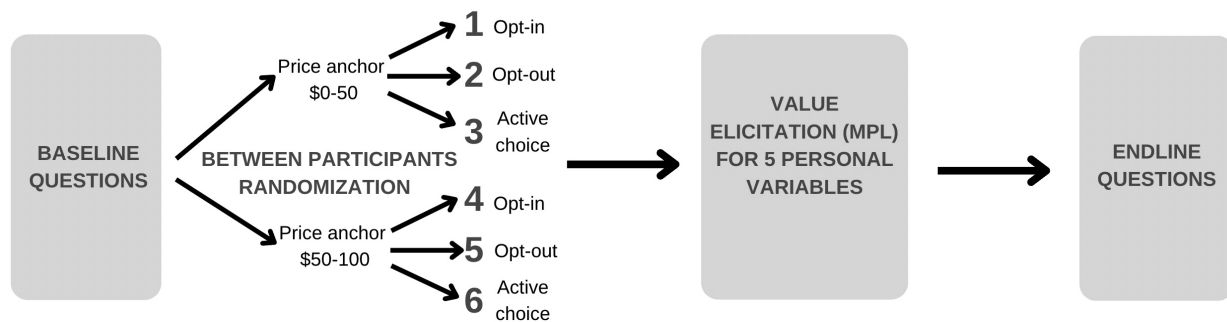 BASELINE
QUESTIONS
Price anchor
$0-50
1 Opt-in
2 Opt-out
3 Active
choice
BETWEEN PARTICIPANTS
RANDOMIZATION
Price anchor
$50-100
4 Opt-in
5 Opt-out
6 Active
choice
VALUE
ELICITATION (MPL)
FOR 5 PERSONAL
VARIABLES
ENDLINE
QUESTIONS